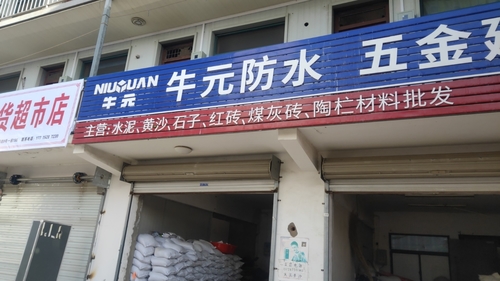 NIUYUAN
牛元
牛元防水 五金建
主营:水泥、黄沙、石子、红砖、煤灰砖、陶栏材料批发
货超市店